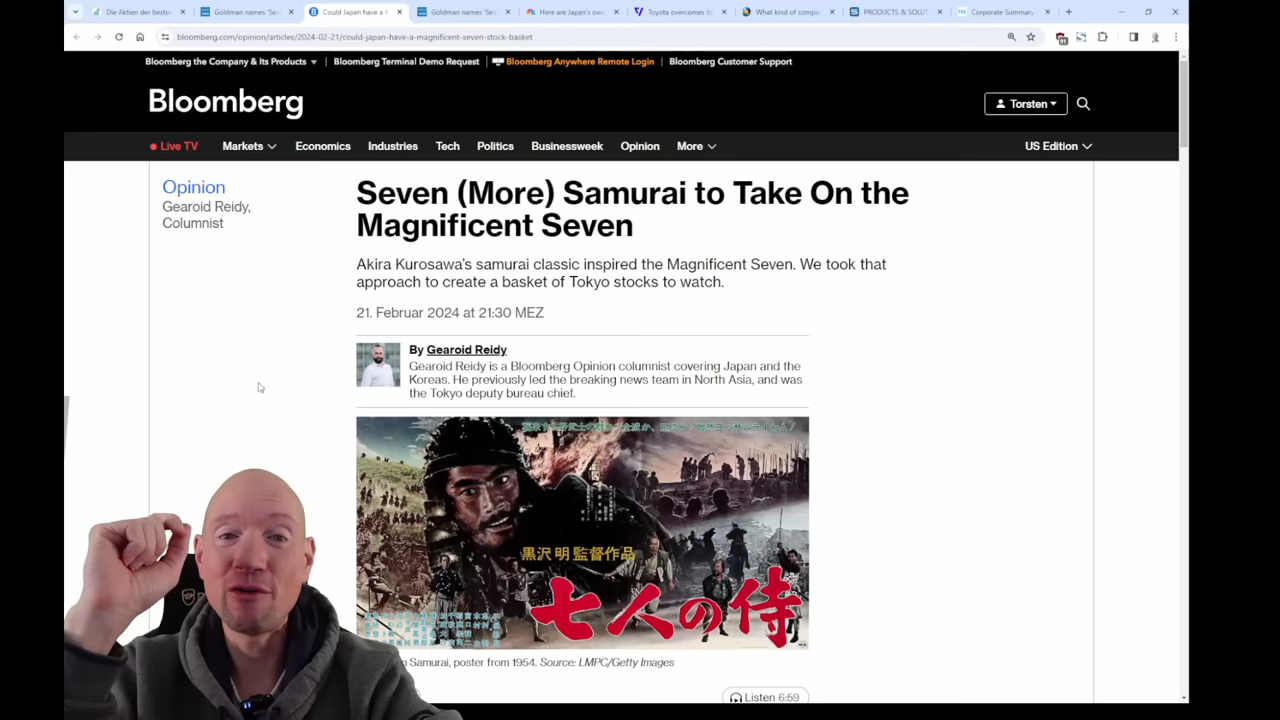 Die Aktien der besten
Goldman names 'Sev
Could Japan have a M
Goldman names 'Sev
Here are Japan's own
Toyota overcomes its
What kind of compa
PRODUCTS & SOLUT
Corporate Summary
bloomberg.com/opinion/articles/2024-02-21/could-japan-have-a-magnificent-seven-stock-basket
Bloomberg the Company & Its Products
Bloomberg Terminal Demo Request
Bloomberg Anywhere Remote Login
Bloomberg Customer Support
Bloomberg
Torsten
Live TV
Markets
Economics
Industries
Tech
Politics
Businessweek
Opinion
More
US Edition
Opinion
Gearoid Reidy,
Columnist
Seven (More) Samurai to Take On the
Magnificent Seven
Akira Kurosawa's samurai classic inspired the Magnificent Seven. We took that
approach to create a basket of Tokyo stocks to watch.
21. Februar 2024 at 21:30 MEZ
By Gearoid Reidy
Gearoid Reidy is a Bloomberg Opinion columnist covering Japan and the
Koreas. He previously led the breaking news team in North Asia, and was
the Tokyo deputy bureau chief.
黒沢明監督作品
七人の侍
Samurai, poster from 1954. Source: LMPC/Getty Images
Listen 6:59